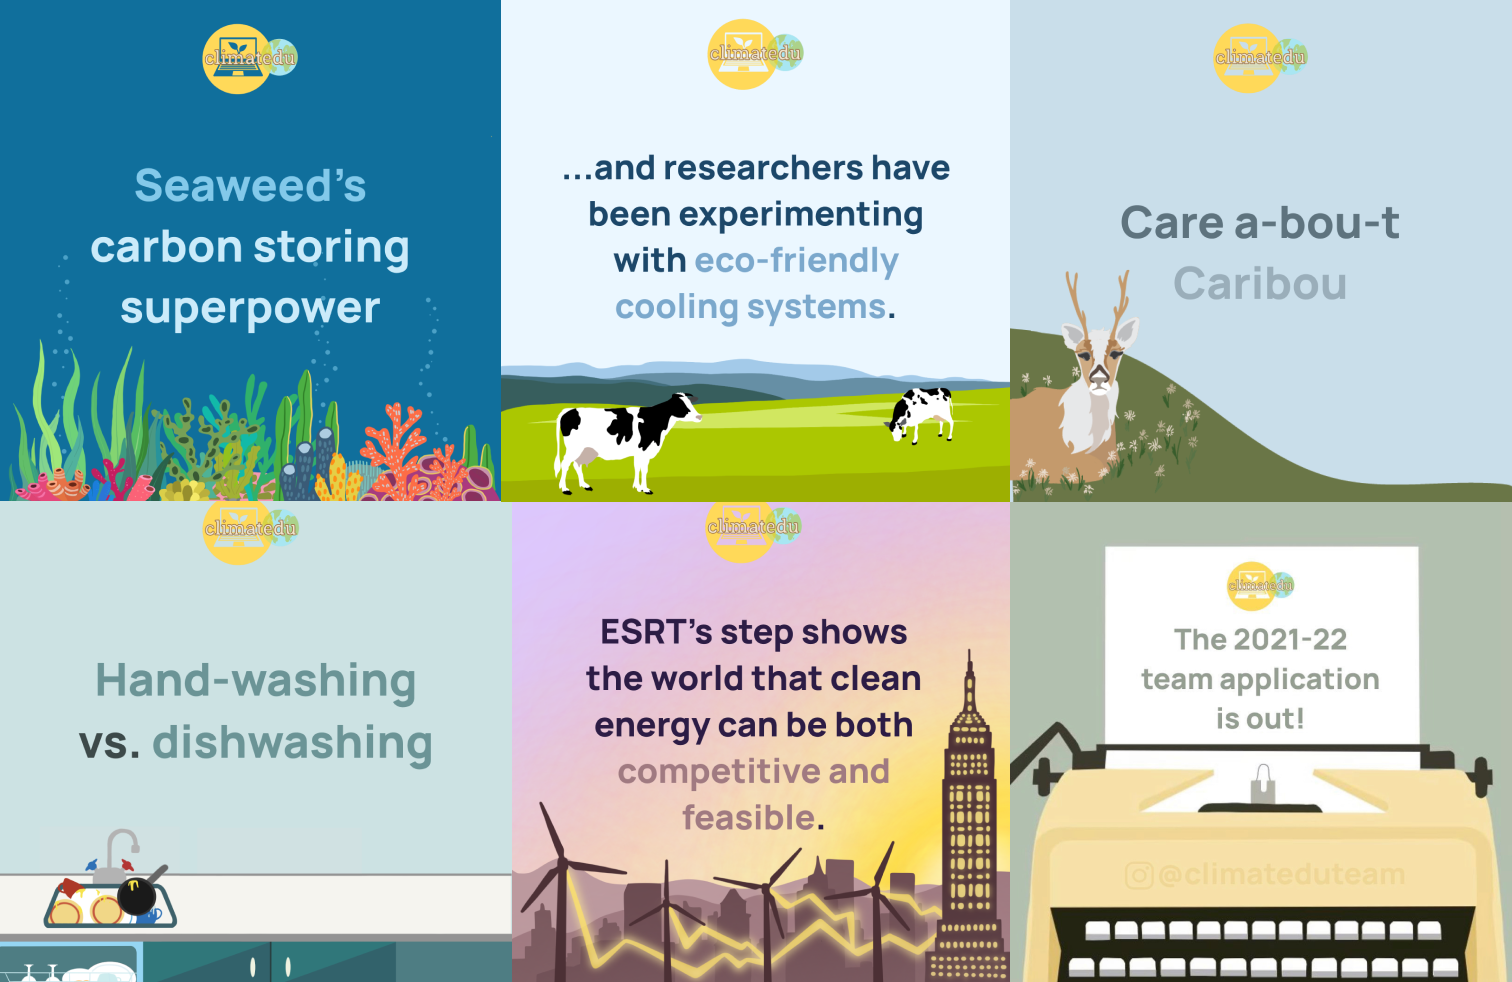 climatedu
Seaweed's
carbon storing
superpower
climatedu
...and researchers have
been experimenting
with eco-friendly
cooling systems.
climatedu
Care a-bou-t
Caribou
climatedu
Hand-washing
vs. dishwashing
climatedu
ESRT's step shows
the world that clean
energy can be both
competitive and
feasible.
climatedu
The 2021-22
team application
is out!
@climateduteam